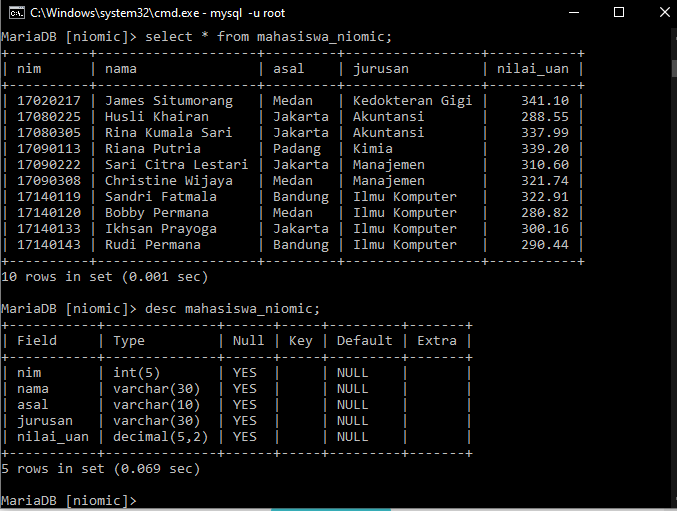 C:\Windows\system32\cmd.exe - mysql  -u root
MariaDB [niomic]> select * from mahasiswa_niomic;
+----------+--------------------+---------+-----------------+-----------+
| nim      | nama               | asal    | jurusan         | nilai_uan |
+----------+--------------------+---------+-----------------+-----------+
| 17020217 | James Situmorang   | Medan   | Kedokteran Gigi |    341.10 |
| 17080225 | Husli Khairan      | Jakarta | Akuntansi       |    288.55 |
| 17080305 | Rina Kumala Sari   | Jakarta | Akuntansi       |    337.99 |
| 17090113 | Riana Putria       | Padang  | Kimia           |    339.20 |
| 17090222 | Sari Citra Lestari | Jakarta | Manajemen       |    310.60 |
| 17090308 | Christine Wijaya   | Medan   | Manajemen       |    321.74 |
| 17140119 | Sandri Fatmala     | Bandung | Ilmu Komputer   |    322.91 |
| 17140120 | Bobby Permana      | Medan   | Ilmu Komputer   |    280.82 |
| 17140133 | Ikhsan Prayoga     | Jakarta | Ilmu Komputer   |    300.16 |
| 17140143 | Rudi Permana       | Bandung | Ilmu Komputer   |    290.44 |
+----------+--------------------+---------+-----------------+-----------+
10 rows in set (0.001 sec)
MariaDB [niomic]> desc mahasiswa_niomic;
+-----------+--------------+------+-----+---------+-------+
| Field     | Type         | Null | Key | Default | Extra |
+-----------+--------------+------+-----+---------+-------+
| nim       | int(5)       | YES  |     | NULL    |       |
| nama      | varchar(30)  | YES  |     | NULL    |       |
| asal      | varchar(10)  | YES  |     | NULL    |       |
| jurusan   | varchar(30)  | YES  |     | NULL    |       |
| nilai_uan | decimal(5,2) | YES  |     | NULL    |       |
+-----------+--------------+------+-----+---------+-------+
5 rows in set (0.069 sec)
MariaDB [niomic]>